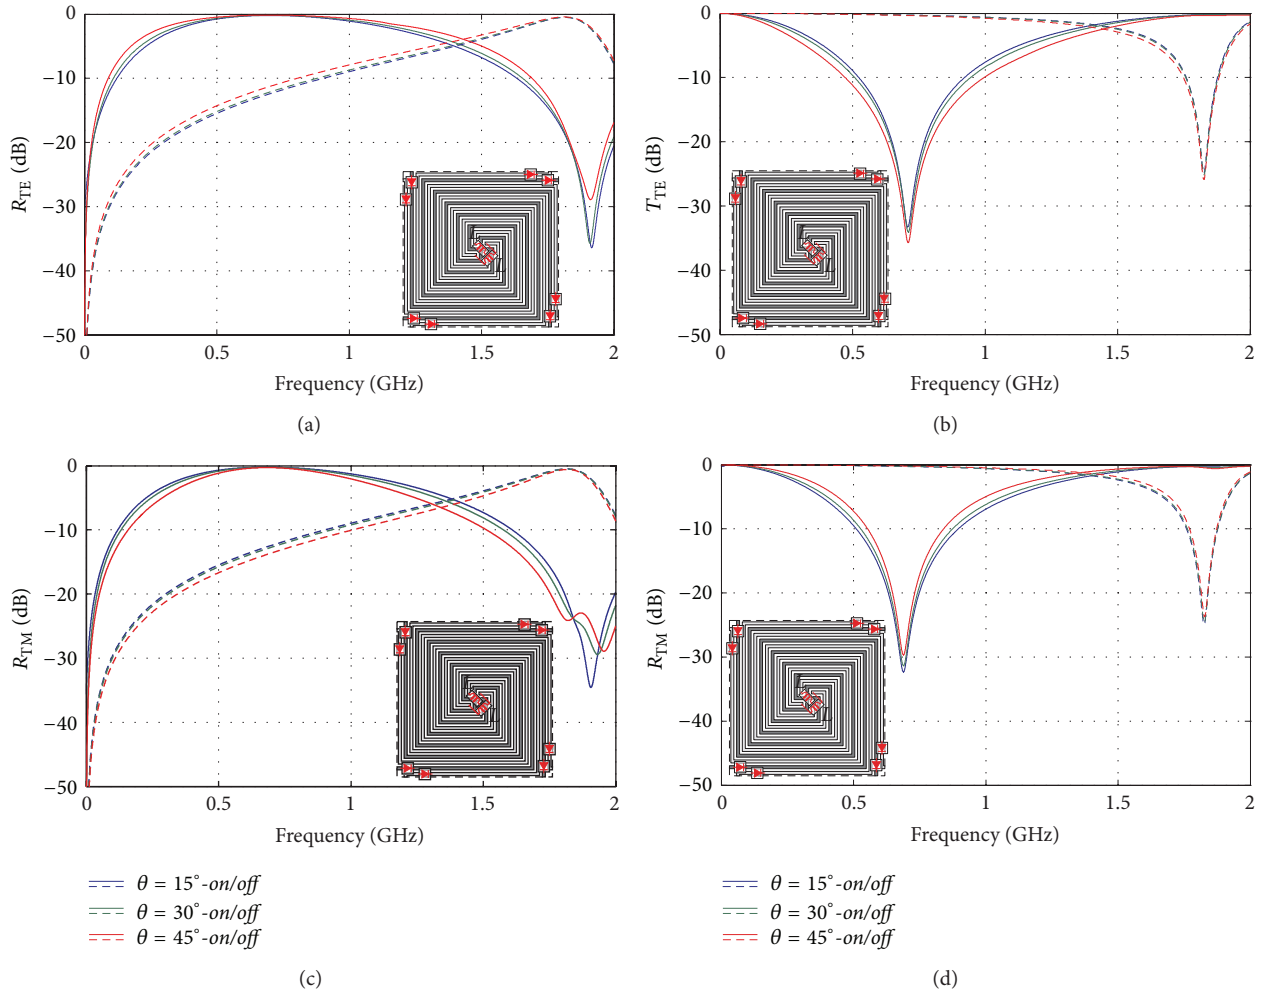 0
−10
−20
−30
−40
−50
R_TE (dB)
L
L
0
0.5
1
1.5
2
Frequency (GHz)
(a)
0
−10
−20
−30
−40
−50
T_TE (dB)
L
L
0
0.5
1
1.5
2
Frequency (GHz)
(b)
0
−10
−20
−30
−40
−50
R_TM (dB)
L
L
0
0.5
1
1.5
2
Frequency (GHz)
θ = 15°-on/off
θ = 30°-on/off
θ = 45°-on/off
(c)
0
−10
−20
−30
−40
−50
R_TM (dB)
L
L
0
0.5
1
1.5
2
Frequency (GHz)
θ = 15°-on/off
θ = 30°-on/off
θ = 45°-on/off
(d)